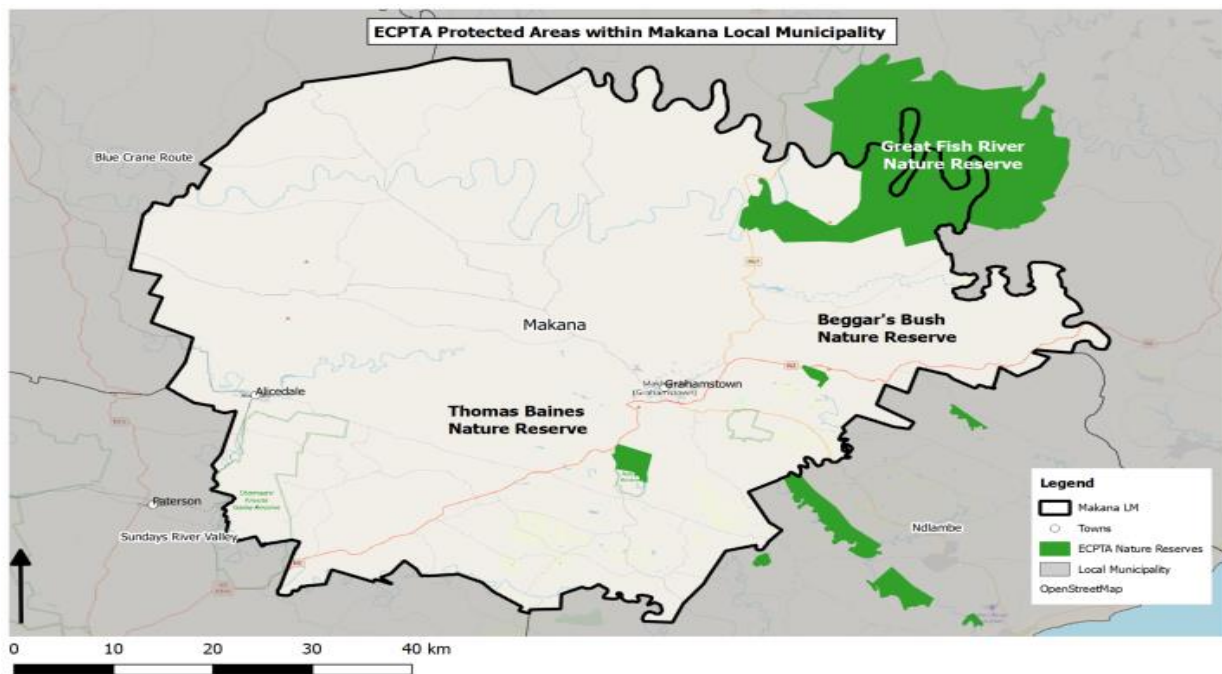 ECPTA Protected Areas within Makana Local Municipality
Great Fish River
Nature Reserve
Blue Crane Route
Makana
Beggar's Bush
Nature Reserve
N2
Grahamstown
(Grahamstown)
Alicedale
Thomas Baines
Nature Reserve
Paterson
Sundays River Valley
Ndlambe
Legend
Makana LM
Towns
ECPTA Nature Reserves
Local Municipality
OpenStreetMap
0 10 20 30 40 km